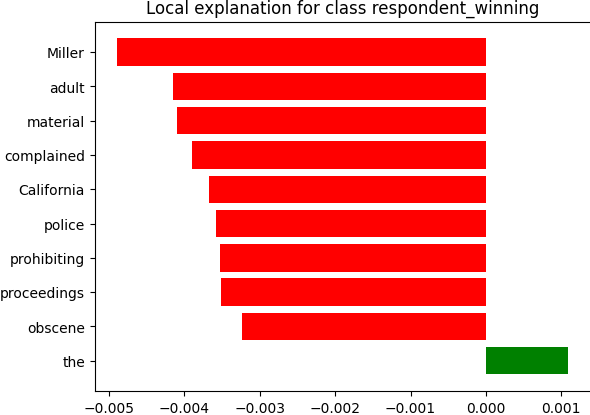 Local explanation for class respondent_winning
Miller
adult
material
complained
California
police
prohibiting
proceedings
obscene
the
−0.005 −0.004 −0.003 −0.002 −0.001 0.000 0.001